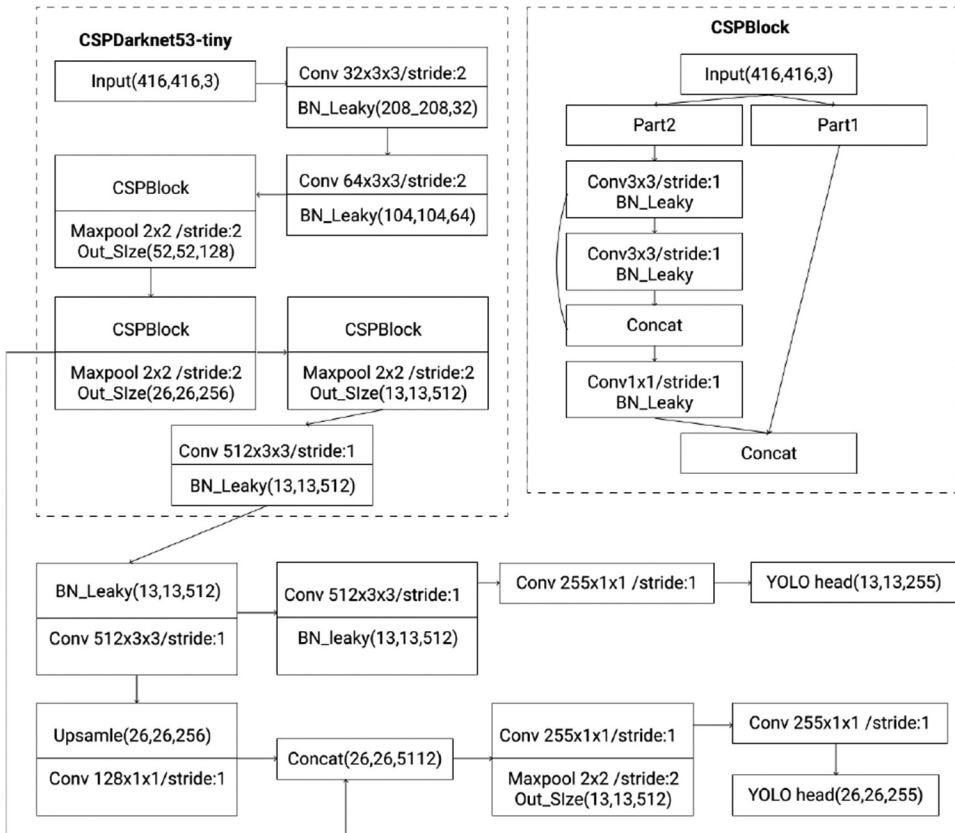 CSPDarknet53-tiny
Input(416,416,3)
Conv 32x3x3/stride:2
BN_Leaky(208_208,32)
Conv 64x3x3/stride:2
BN_Leaky(104,104,64)
CSPBlock
Maxpool 2x2 /stride:2
Out_SIze(52,52,128)
CSPBlock
Maxpool 2x2 /stride:2
Out_SIze(26,26,256)
CSPBlock
Maxpool 2x2 /stride:2
Out_SIze(13,13,512)
Conv 512x3x3/stride:1
BN_Leaky(13,13,512)
CSPBlock
Input(416,416,3)
Part2
Part1
Conv3x3/stride:1
BN_Leaky
Conv3x3/stride:1
BN_Leaky
Concat
Conv1x1/stride:1
BN_Leaky
Concat
BN_Leaky(13,13,512)
Conv 512x3x3/stride:1
Conv 512x3x3/stride:1
BN_leaky(13,13,512)
Conv 255x1x1 /stride:1
YOLO head(13,13,255)
Upsamle(26,26,256)
Conv 128x1x1/stride:1
Concat(26,26,5112)
Conv 255x1x1/stride:1
Maxpool 2x2 /stride:2
Out_SIze(13,13,512)
Conv 255x1x1 /stride:1
YOLO head(26,26,255)